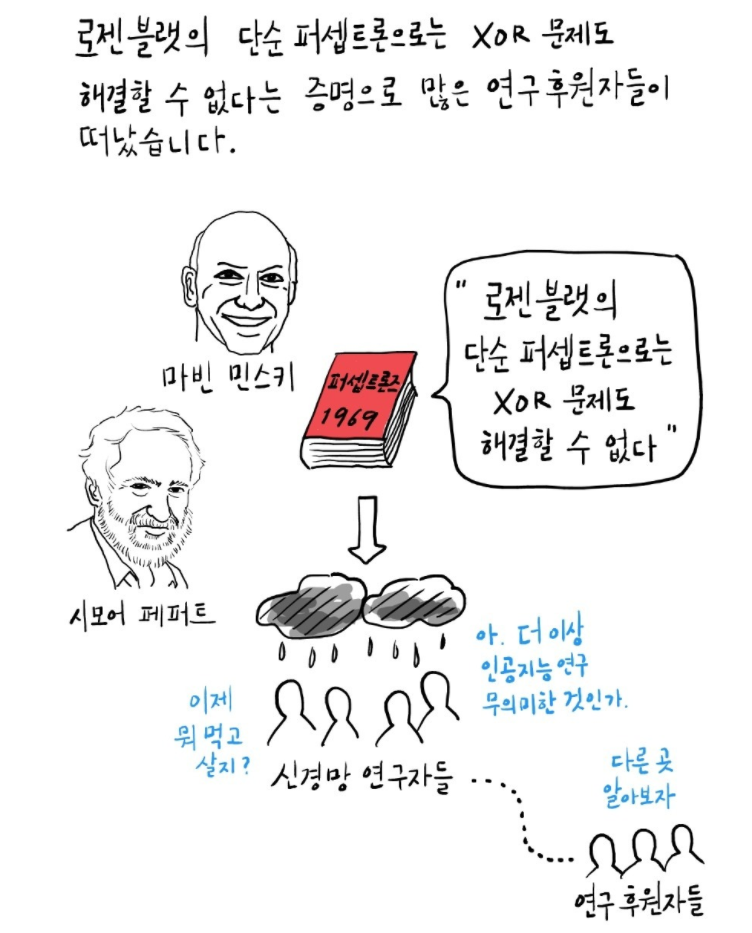 로젠 블랫의 단순 퍼셉트론으로는 XOR 문제도
해결할 수 없다는 증명으로 많은 연구 후원자들이
떠났습니다.
마빈 민스키
퍼셉트론즈
1969
" 로젠 블랫의
단순 퍼셉트론으로는
XOR 문제도
해결할 수 없다 "
시모어 페퍼트
아. 더 이상
인공지능 연구
무의미한 것인가.
이제
뭐 먹고
살지?
신경망 연구자들
다른 곳
알아보자
연구 후원자들